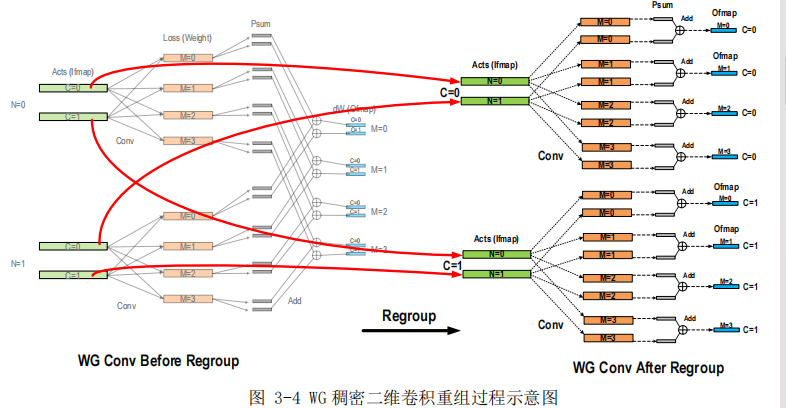 Loss (Weight)
Psum
Acts (Ifmap)
M=0
N=0
C=0
M=1
C=1
dW (Ofmap)
C=0
C=1
M=0
M=2
Conv
M=3
C=0
C=1
M=1
C=0
C=1
M=2
M=0
C=0
C=0
C=1
M=3
M=1
N=1
C=1
M=2
Conv
M=3
Add
WG Conv Before Regroup
Regroup
Psum
Ofmap
M=0
Add
M=0
C=0
M=0
Acts (Ifmap)
Ofmap
M=1
Add
M=1
C=0
N=0
M=1
C=0
N=1
M=2
Add
M=2
C=0
M=2
Conv
M=3
Add
M=3
C=0
M=3
Ofmap
M=0
Add
M=0
C=1
M=0
Acts (Ifmap)
Ofmap
M=1
Add
M=1
C=1
N=0
M=1
C=1
N=1
M=2
Add
M=2
C=1
M=2
Conv
M=3
Add
M=3
C=1
M=3
WG Conv After Regroup
图 3-4 WG 稠密二维卷积重组过程示意图